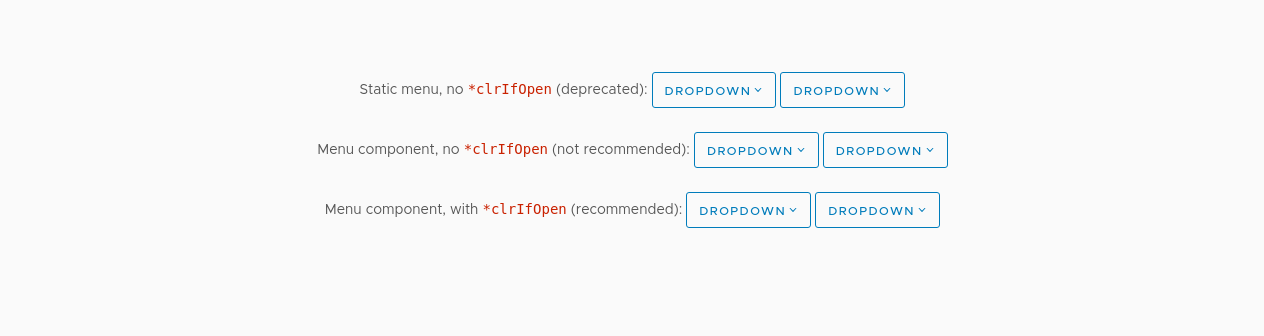 Static menu, no *clrIfOpen (deprecated): DROPDOWN DROPDOWN
Menu component, no *clrIfOpen (not recommended): DROPDOWN DROPDOWN
Menu component, with *clrIfOpen (recommended): DROPDOWN DROPDOWN